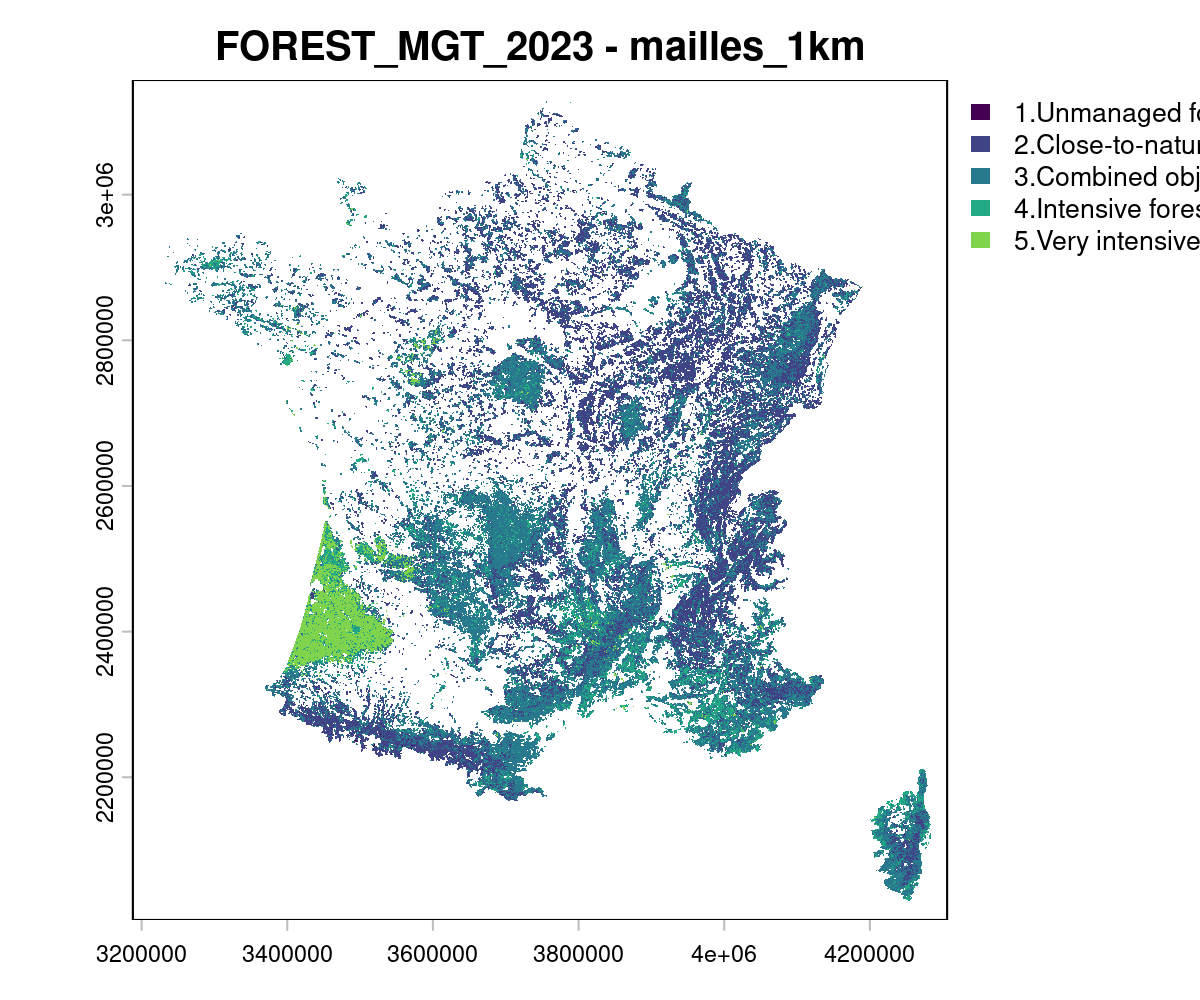 FOREST_MGT_2023 - mailles_1km
1.Unmanaged fo
2.Close-to-natur
3.Combined obj
4.Intensive fores
5.Very intensive
3e+06
2800000
2600000
2400000
2200000
3200000 3400000 3600000 3800000 4e+06 4200000